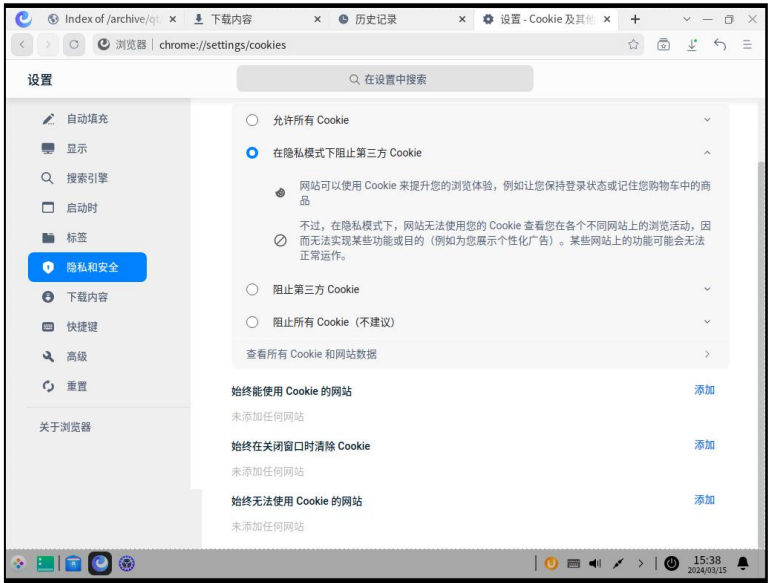 Index of /archive/qt
下载内容
历史记录
设置 - Cookie 及其他
浏览器 | chrome://settings/cookies
设置
在设置中搜索
自动填充
显示
搜索引擎
启动时
标签
隐私和安全
下载内容
快捷键
高级
重置
关于浏览器
允许所有 Cookie
在隐私模式下阻止第三方 Cookie
网站可以使用 Cookie 来提升您的浏览体验，例如让您保持登录状态或记住您购物车中的商
品
不过，在隐私模式下，网站无法使用您的 Cookie 查看您在各个不同网站上的浏览活动，因
而无法实现某些功能或目的（例如为您展示个性化广告）。某些网站上的功能可能会无法
正常运作。
阻止第三方 Cookie
阻止所有 Cookie（不建议）
查看所有 Cookie 和网站数据
始终能使用 Cookie 的网站 添加
未添加任何网站
始终在关闭窗口时清除 Cookie 添加
未添加任何网站
始终无法使用 Cookie 的网站 添加
未添加任何网站
15:38
2024/03/15